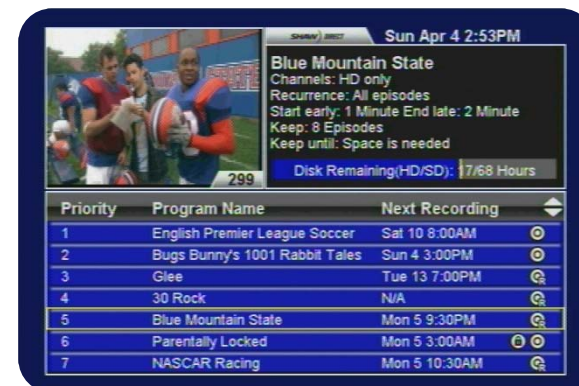 SHAW) DIRECT
Sun Apr 4 2:53PM
Blue Mountain State
Channels: HD only
Recurrence: All episodes
Start early: 1 Minute End late: 2 Minute
Keep: 8 Episodes
Keep until: Space is needed
299
Disk Remaining(HD/SD): 17/68 Hours
Priority Program Name Next Recording
1 English Premier League Soccer Sat 10 8:00AM
2 Bugs Bunny's 1001 Rabbit Tales Sun 4 3:00PM
3 Glee Tue 13 7:00PM
4 30 Rock N/A
5 Blue Mountain State Mon 5 9:30PM
6 Parentally Locked Mon 5 3:00AM
7 NASCAR Racing Mon 5 10:30AM